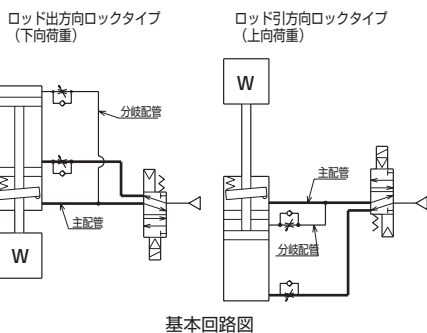 ロッド出方向ロックタイプ
（下向荷重）
ロッド引方向ロックタイプ
（上向荷重）
W
分岐配管
主配管
W
主配管
分岐配管
基本回路図